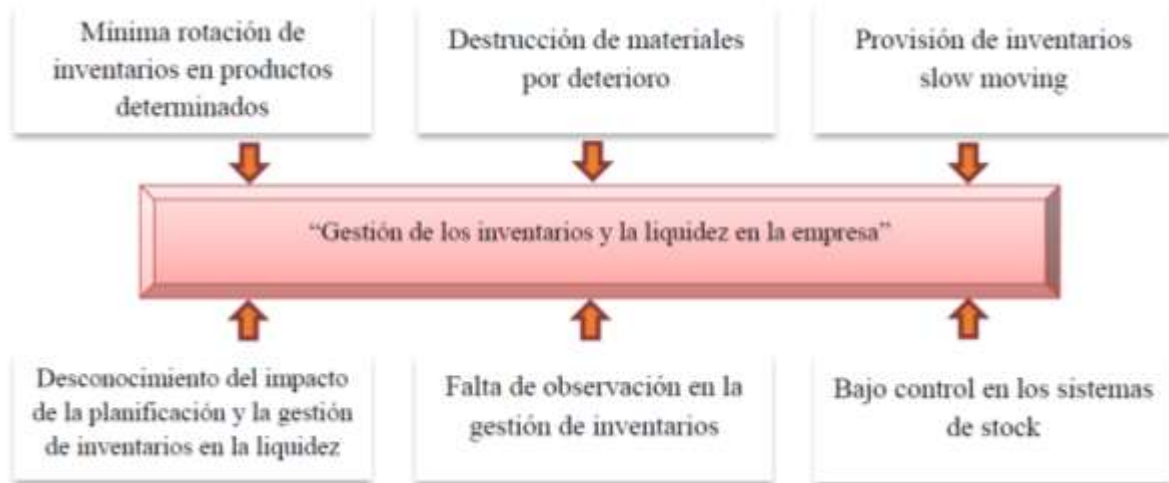 Mínima rotación de
inventarios en productos
determinados
Destrucción de materiales
por deterioro
Provisión de inventarios
slow moving
“Gestión de los inventarios y la liquidez en la empresa”
Desconocimiento del impacto
de la planificación y la gestión
de inventarios en la liquidez
Falta de observación en la
gestión de inventarios
Bajo control en los sistemas
de stock